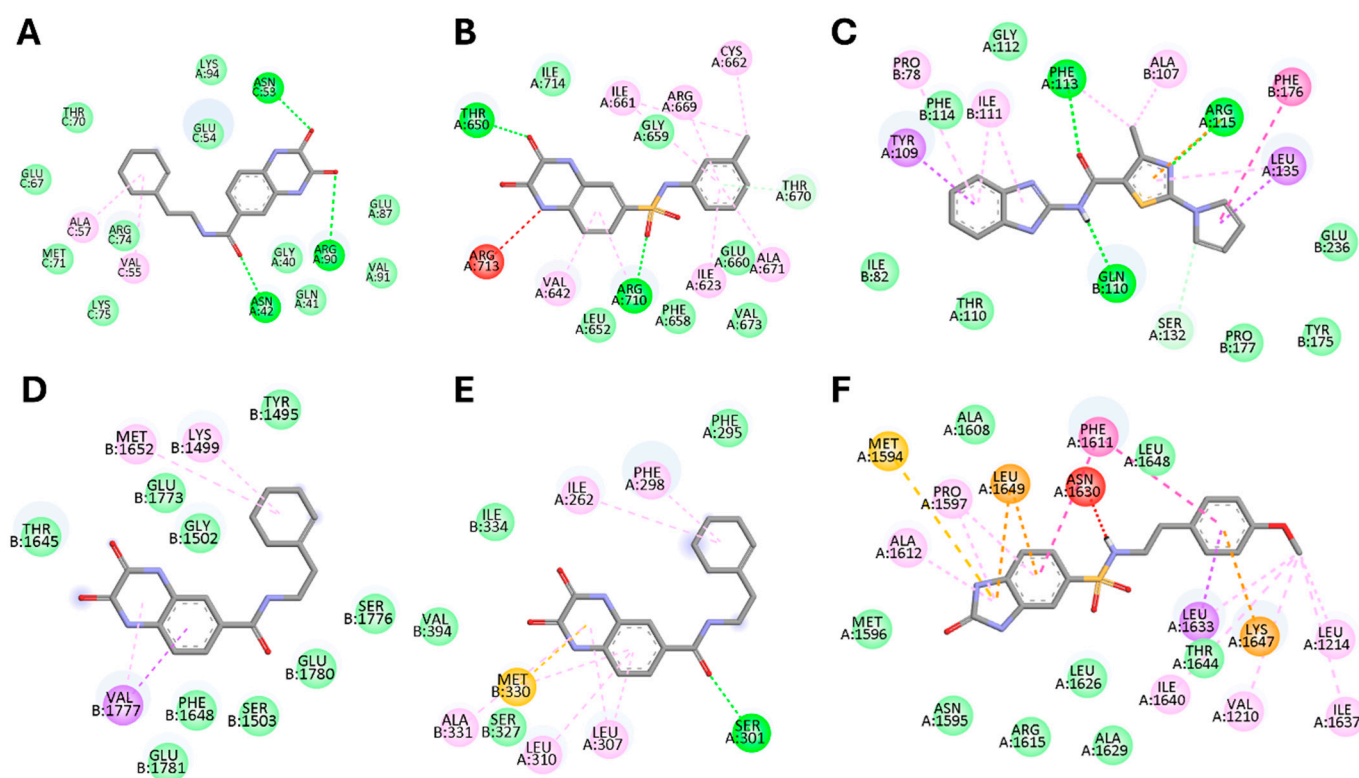 A
LYS
A:94
ASN
C:53
THR
C:70
GLU
C:54
GLU
C:67
GLU
A:87
ALA
C:57
ARG
C:74
MET
C:71
VAL
C:55
GLY
A:40
ARG
A:90
VAL
A:91
LYS
C:75
ASN
A:42
GLN
A:41
B
CYS
A:662
ILE
A:714
ILE
A:661
ARG
A:669
THR
A:650
GLY
A:659
THR
A:670
ARG
A:713
VAL
A:642
ARG
A:710
GLU
A:660
ILE
A:623
ALA
A:671
LEU
A:652
PHE
A:658
VAL
A:673
C
GLY
A:112
PRO
B:78
PHE
A:113
ALA
B:107
PHE
B:176
PHE
B:114
ILE
B:111
ARG
A:115
TYR
A:109
LEU
A:135
GLU
B:236
ILE
B:82
GLN
B:110
THR
A:110
SER
A:132
PRO
B:177
TYR
B:175
D
TYR
B:1495
MET
B:1652
LYS
B:1499
GLU
B:1773
THR
B:1645
GLY
B:1502
SER
B:1776
GLU
B:1780
VAL
B:1777
PHE
B:1648
SER
B:1503
GLU
B:1781
E
PHE
A:295
ILE
A:262
PHE
A:298
ILE
B:334
VAL
B:394
MET
B:330
ALA
B:331
SER
B:327
LEU
A:310
LEU
A:307
SER
A:301
F
ALA
A:1608
PHE
A:1611
MET
A:1594
LEU
A:1649
ASN
A:1630
LEU
A:1648
PRO
A:1597
ALA
A:1612
MET
A:1596
LEU
A:1633
LYS
A:1647
LEU
A:1214
THR
A:1644
LEU
A:1626
ILE
A:1640
VAL
A:1210
ILE
A:1637
ASN
A:1595
ARG
A:1615
ALA
A:1629